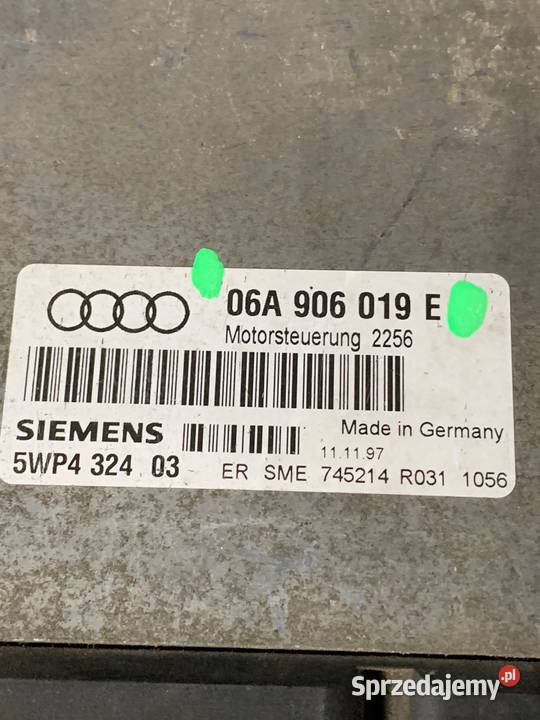 06A 906 019 E
Motorsteuerung 2256
SIEMENS
Made in Germany
11.11.97
5WP4 324 03
ER SME 745214 R031 1056
Sprzedajemy.pl